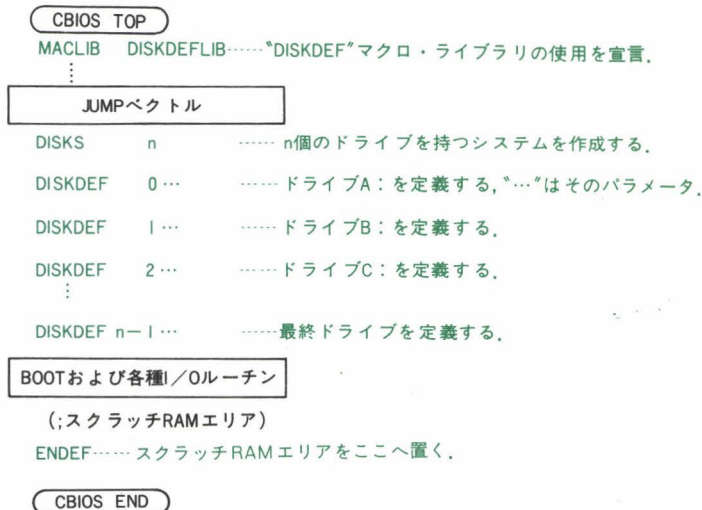 CBIOS TOP
MACLIB DISKDEFLIB……〝DISKDEF〞マクロ・ライブラリの使用を宣言.
⋮
JUMPベクトル
DISKS n …… n個のドライブを持つシステムを作成する.
DISKDEF 0… ……ドライブA：を定義する,〝…〞はそのパラメータ.
DISKDEF 1… ……ドライブB：を定義する.
DISKDEF 2… ……ドライブC：を定義する.
⋮
DISKDEF n−1… ……最終ドライブを定義する.
BOOTおよび各種I／Oルーチン
(;スクラッチRAMエリア)
ENDEF……スクラッチRAMエリアをここへ置く.
CBIOS END